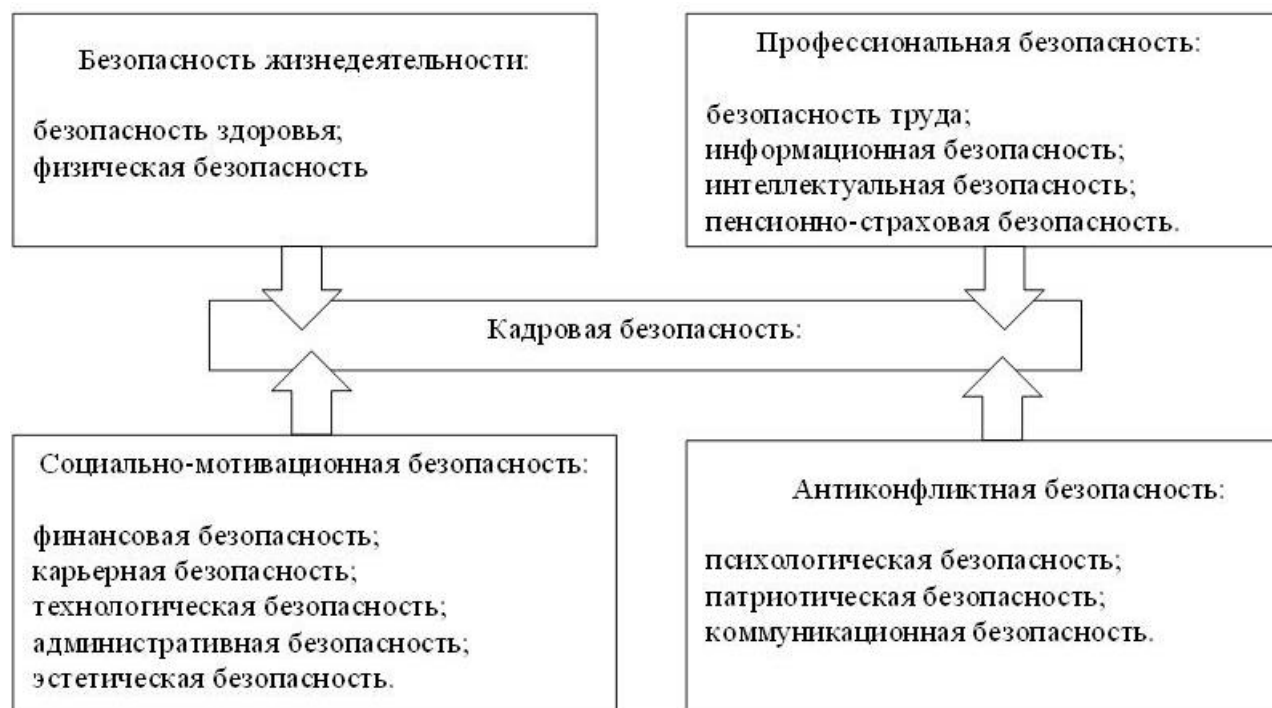 Безопасность жизнедеятельности:
безопасность здоровья;
физическая безопасность
Профессиональная безопасность:
безопасность труда;
информационная безопасность;
интеллектуальная безопасность;
пенсионно-страховая безопасность.
Кадровая безопасность:
Социально-мотивационная безопасность:
финансовая безопасность;
карьерная безопасность;
технологическая безопасность;
административная безопасность;
эстетическая безопасность.
Антиконфликтная безопасность:
психологическая безопасность;
патриотическая безопасность;
коммуникационная безопасность.